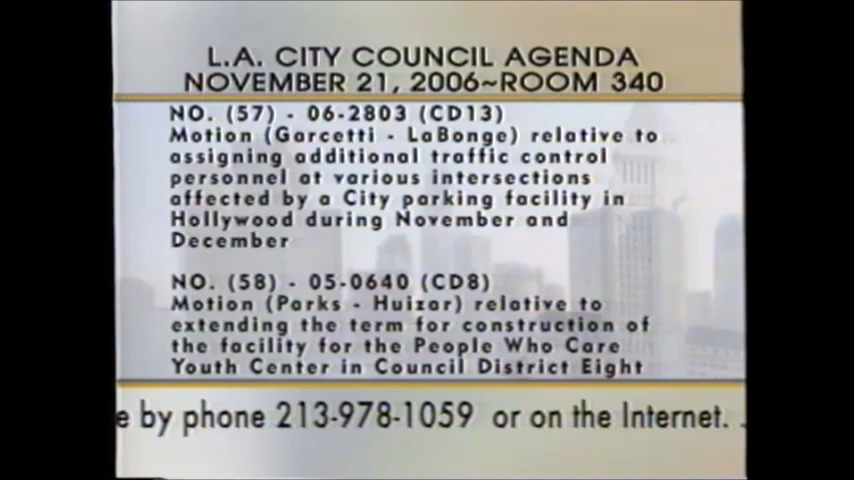 L.A. CITY COUNCIL AGENDA
NOVEMBER 21, 2006~ROOM 340
NO. (57) - 06-2803 (CD13)
Motion (Garcetti - LaBonge) relative to
assigning additional traffic control
personnel at various intersections
affected by a City parking facility in
Hollywood during November and
December
NO. (58) - 05-0640 (CD8)
Motion (Parks - Huizar) relative to
extending the term for construction of
the facility for the People Who Care
Youth Center in Council District Eight
e by phone 213-978-1059 or on the Internet. .